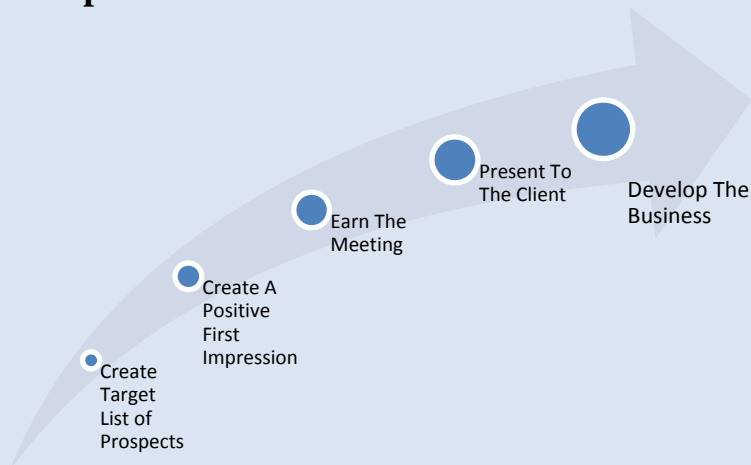 Create
Target
List of
Prospects
Create A
Positive
First
Impression
Earn The
Meeting
Present To
The Client
Develop The
Business